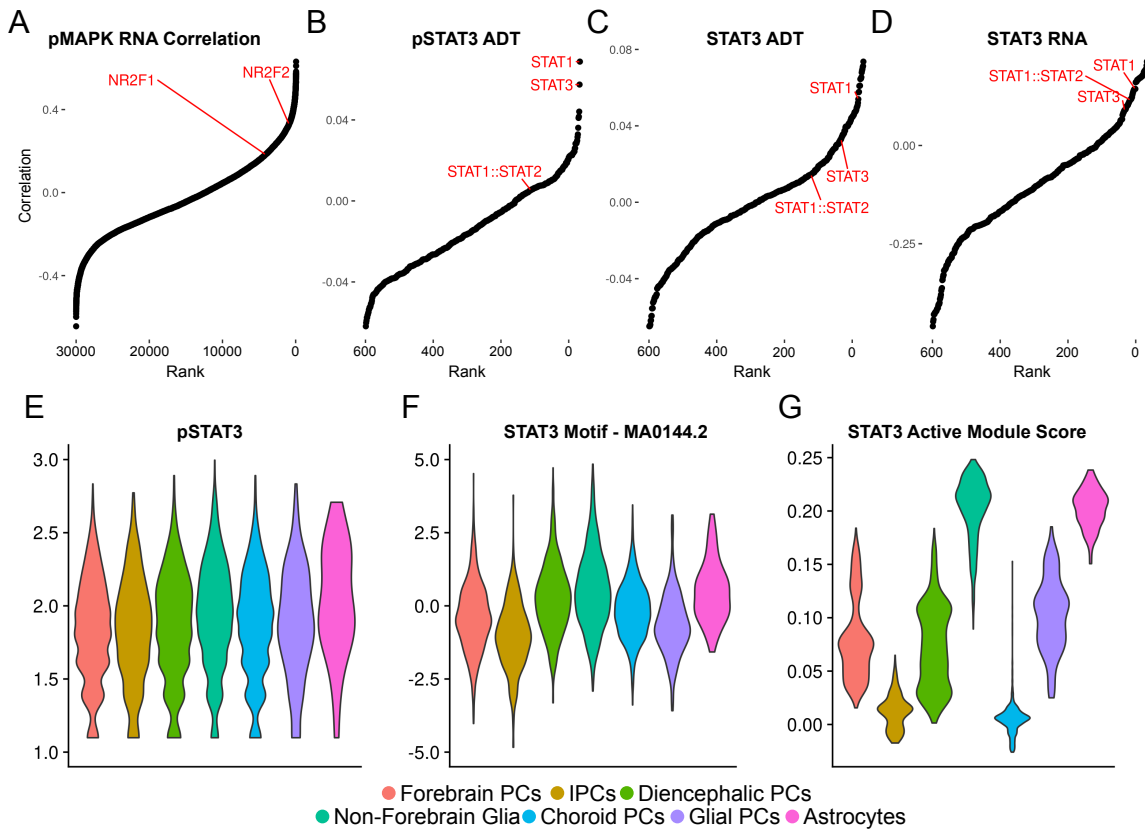 A
pMAPK RNA Correlation
NR2F1
NR2F2
0.4
0.0
-0.4
Correlation
30000 20000 10000 0
Rank
B
pSTAT3 ADT
STAT1
STAT3
STAT1::STAT2
0.04
0.00
-0.04
600 400 200 0
Rank
C
STAT3 ADT
0.08
0.04
0.00
-0.04
STAT1
STAT3
STAT1::STAT2
600 400 200 0
Rank
D
STAT3 RNA
STAT1
STAT1::STAT2
STAT3
0.00
-0.25
600 400 200 0
Rank
E
pSTAT3
3.0
2.5
2.0
1.5
1.0
F
STAT3 Motif - MA0144.2
5.0
2.5
0.0
-2.5
-5.0
G
STAT3 Active Module Score
0.25
0.20
0.15
0.10
0.05
0.00
Forebrain PCs IPCs Diencephalic PCs
Non-Forebrain Glia Choroid PCs Glial PCs Astrocytes